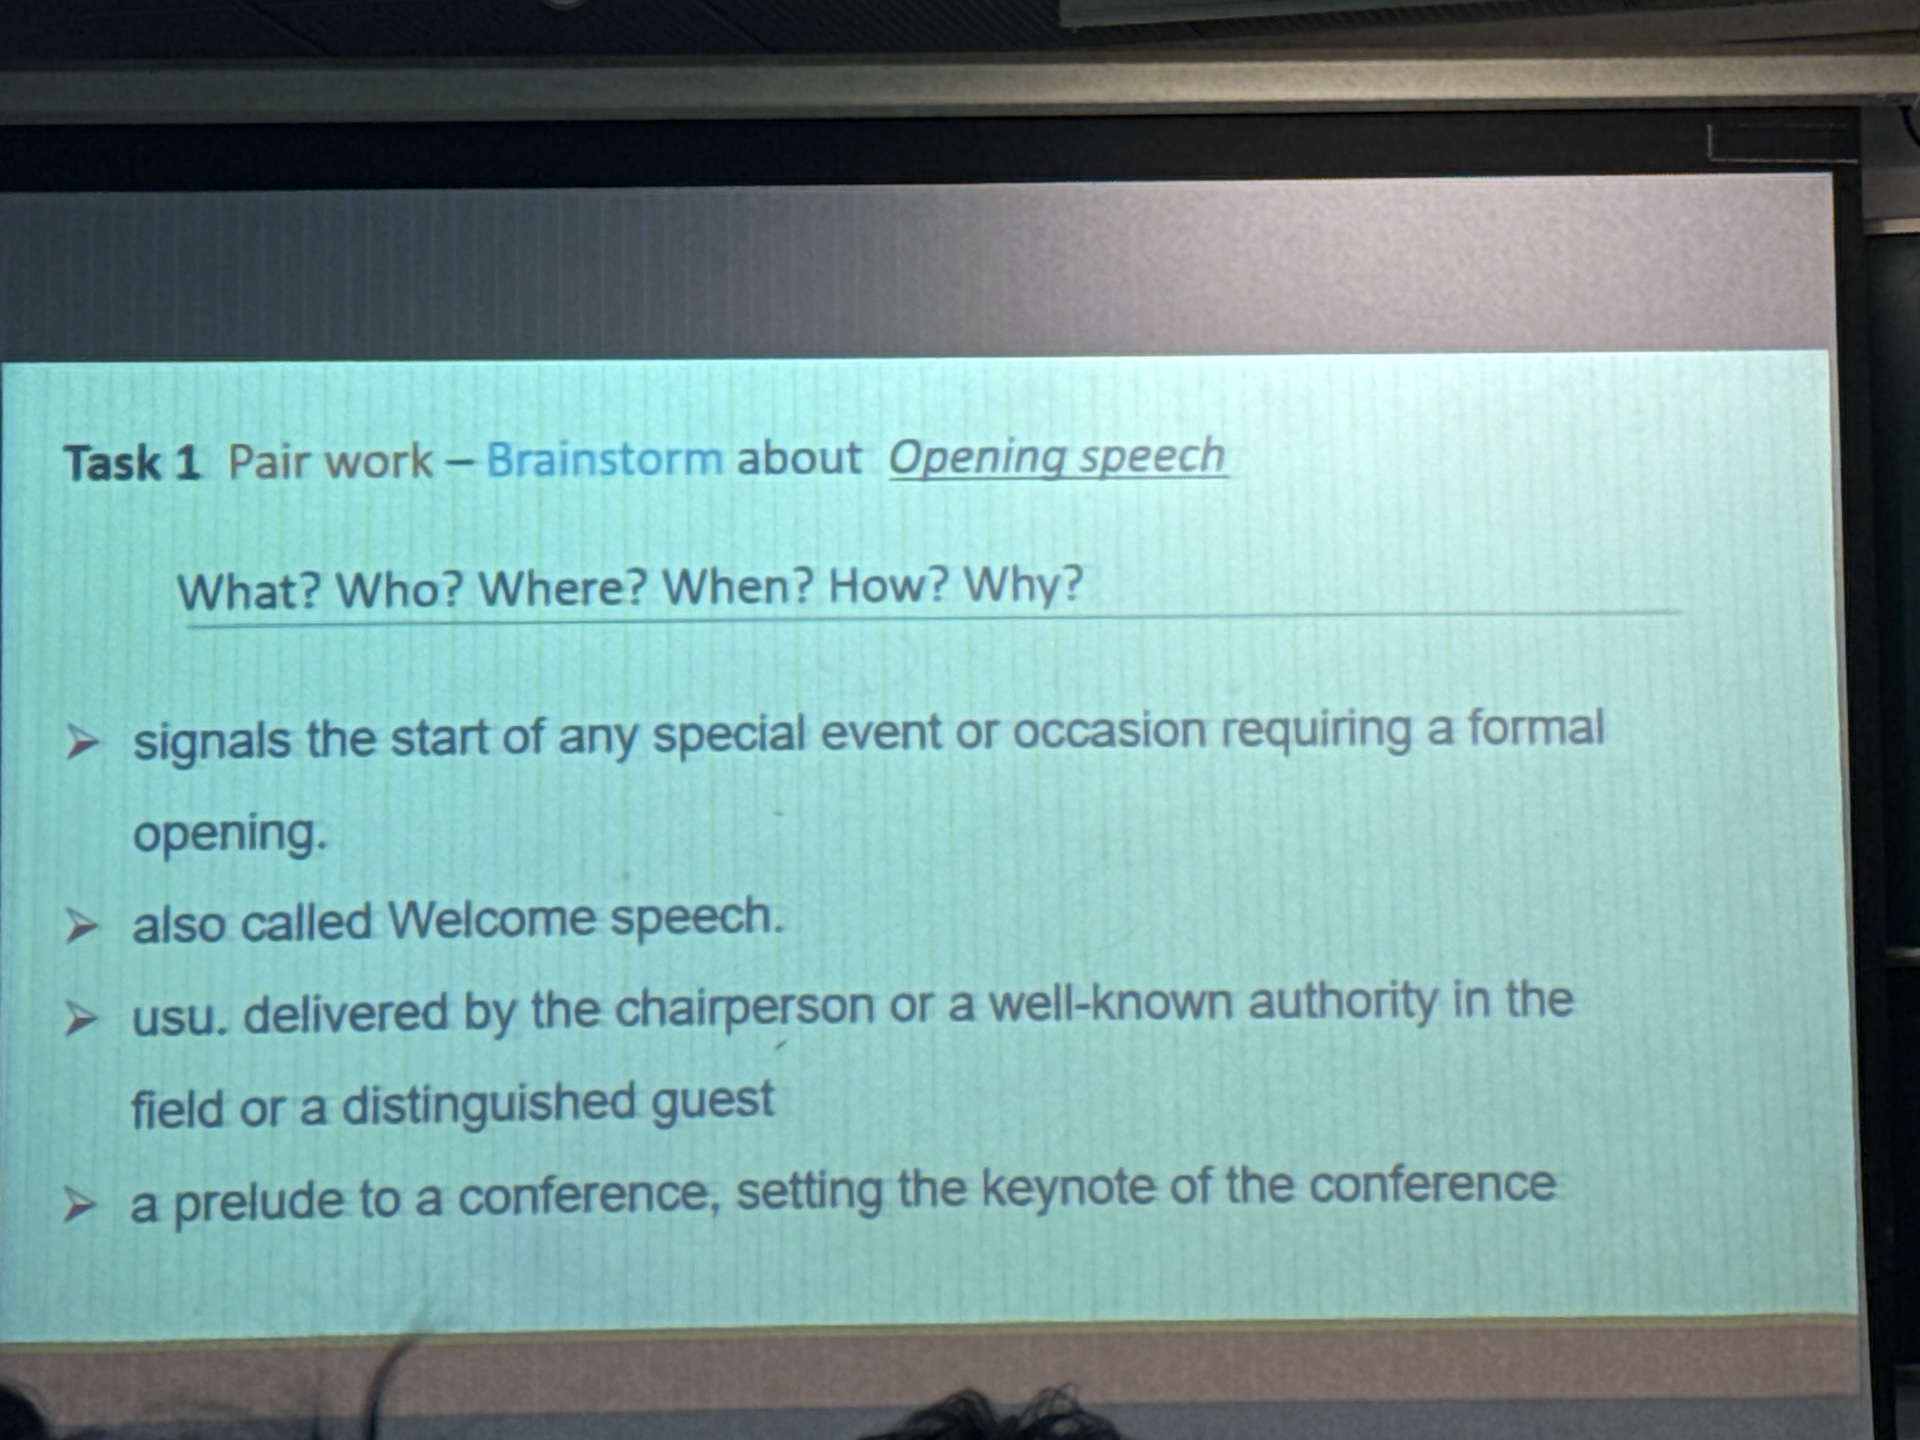 Task 1 Pair work – Brainstorm about Opening speech
What? Who? Where? When? How? Why?
➢ signals the start of any special event or occasion requiring a formal
opening.
➢ also called Welcome speech.
➢ usu. delivered by the chairperson or a well-known authority in the
field or a distinguished guest
➢ a prelude to a conference, setting the keynote of the conference